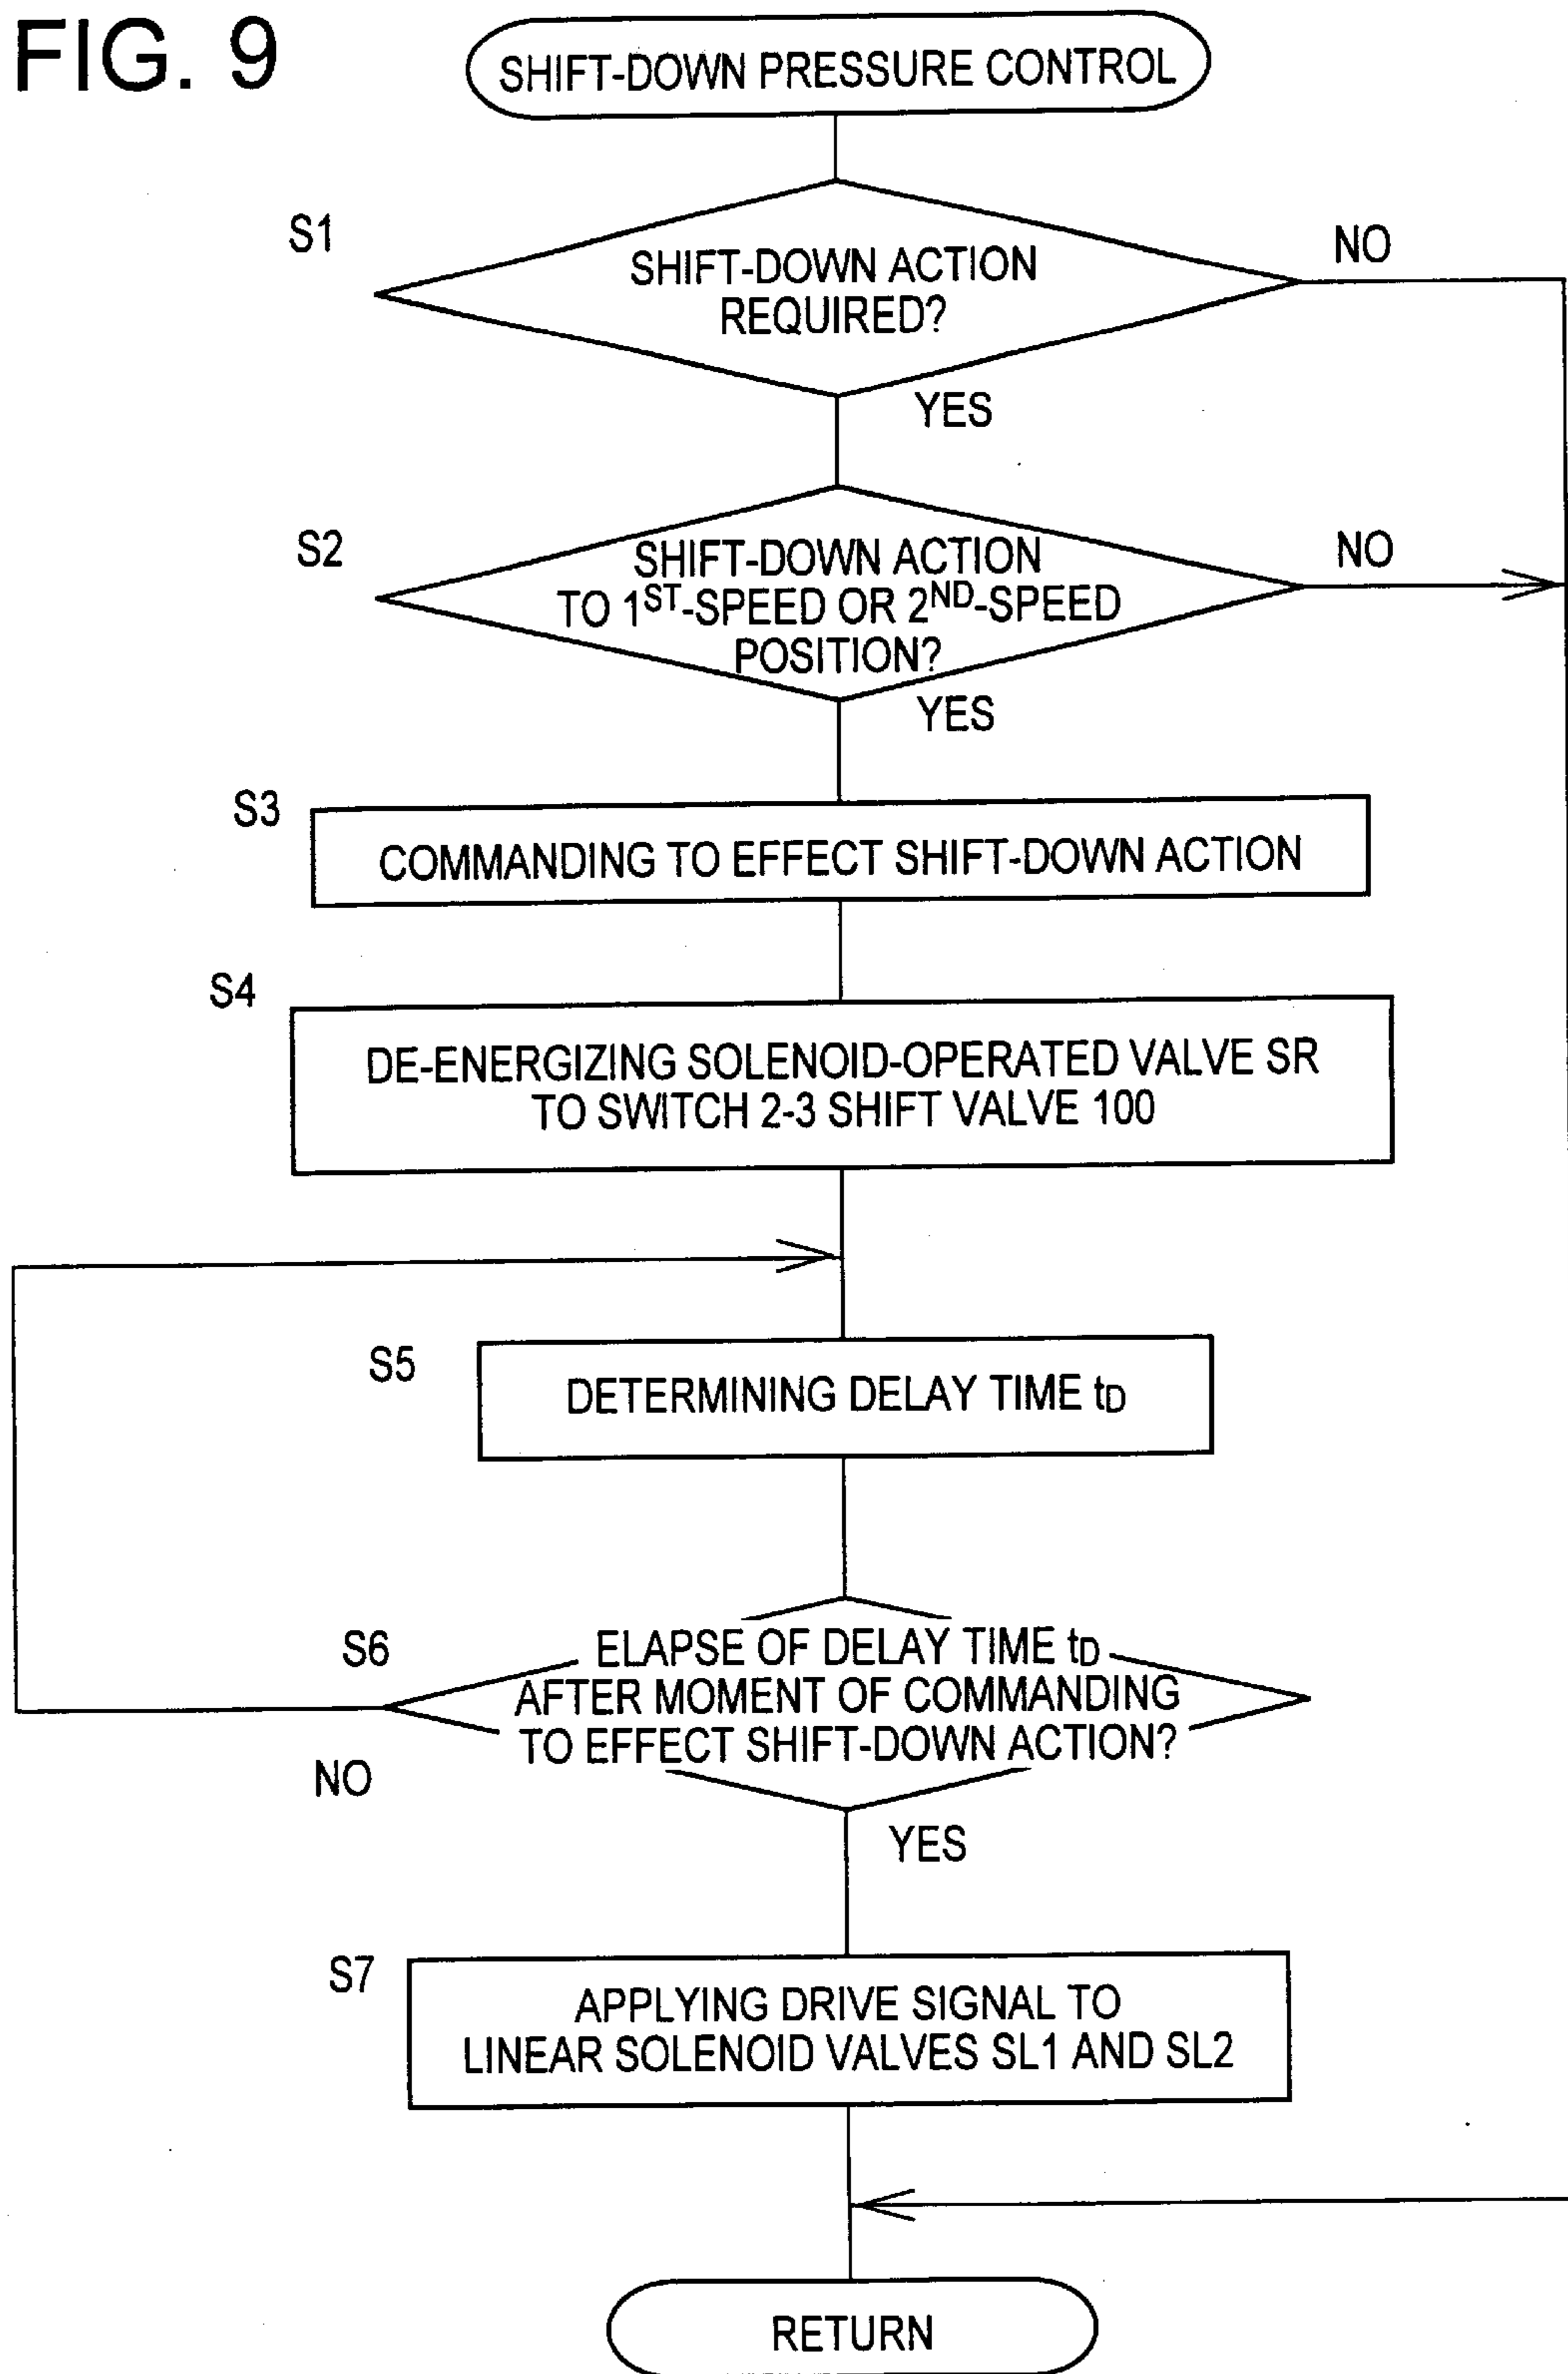 FIG. 9
SHIFT-DOWN PRESSURE CONTROL
S1
SHIFT-DOWN ACTION
REQUIRED?
NO
YES
S2
SHIFT-DOWN ACTION
TO 1ST-SPEED OR 2ND-SPEED
POSITION?
NO
YES
S3
COMMANDING TO EFFECT SHIFT-DOWN ACTION
S4
DE-ENERGIZING SOLENOID-OPERATED VALVE SR
TO SWITCH 2-3 SHIFT VALVE 100
S5
DETERMINING DELAY TIME tD
S6
ELAPSE OF DELAY TIME tD
AFTER MOMENT OF COMMANDING
TO EFFECT SHIFT-DOWN ACTION?
NO
YES
S7
APPLYING DRIVE SIGNAL TO
LINEAR SOLENOID VALVES SL1 AND SL2
RETURN